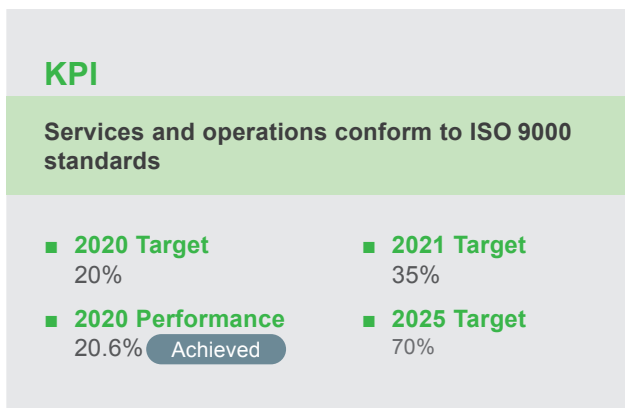 KPI
Services and operations conform to ISO 9000
standards
■ 2020 Target
20%
■ 2020 Performance
20.6% Achieved
■ 2021 Target
35%
■ 2025 Target
70%